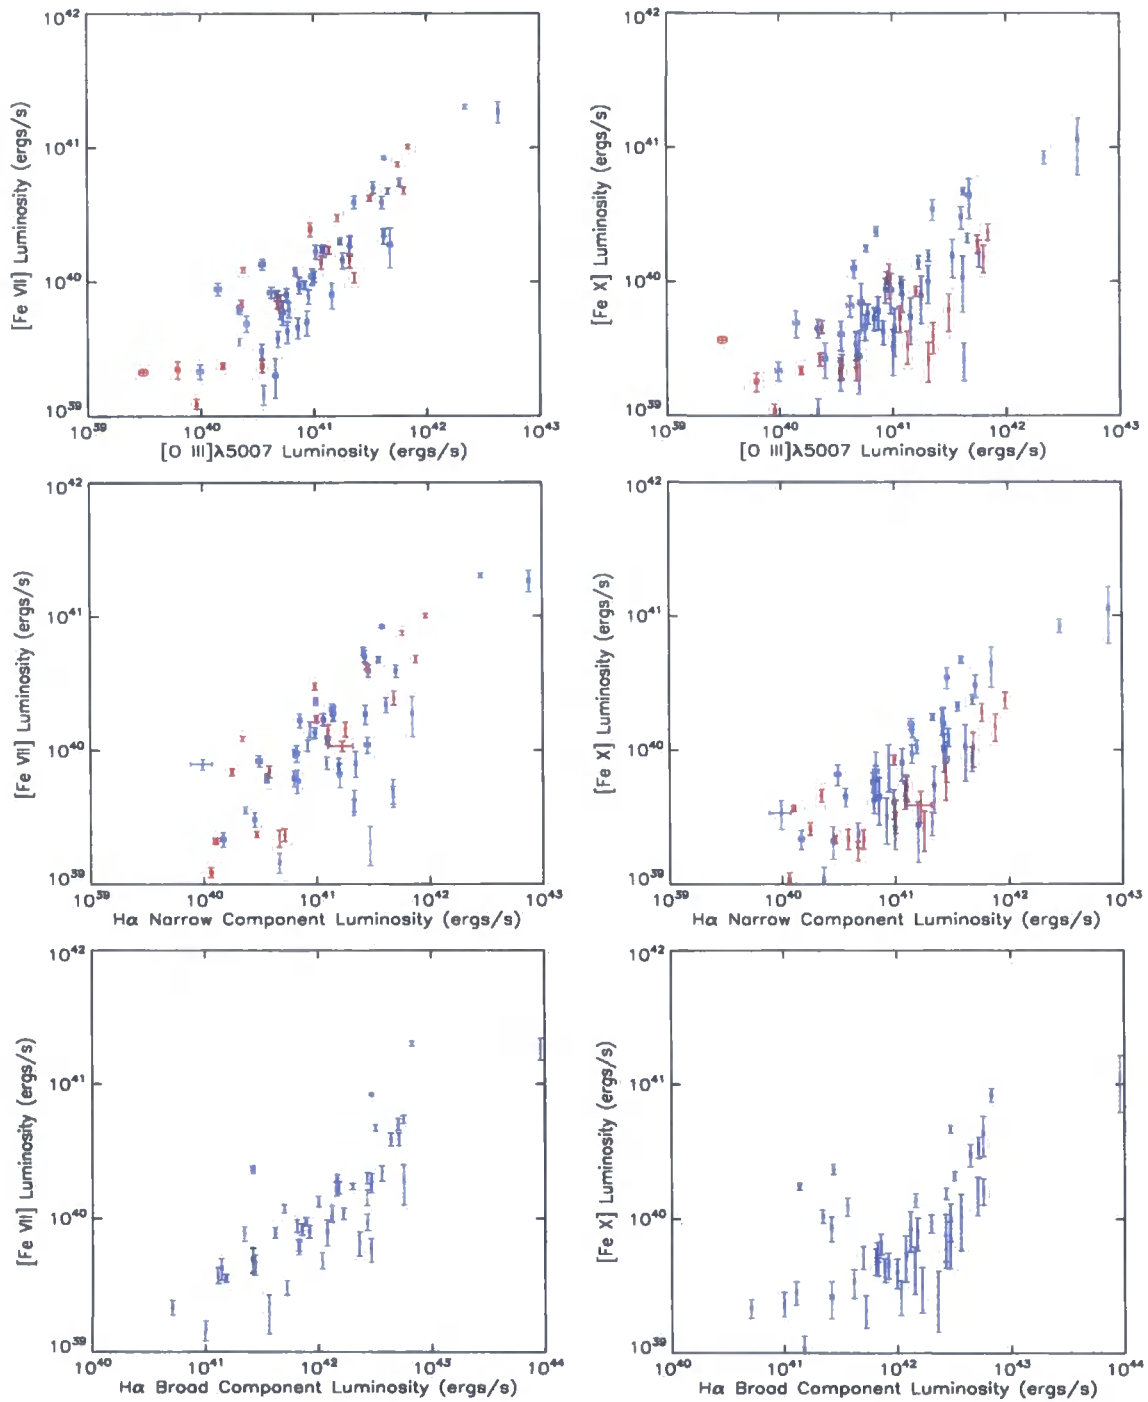 10^42
10^41
10^40
10^39
[Fe VII] Luminosity (ergs/s)
10^39 10^40 10^41 10^42 10^43
[O III]λ5007 Luminosity (ergs/s)
10^42
10^41
10^40
10^39
[Fe X] Luminosity (ergs/s)
10^39 10^40 10^41 10^42 10^43
[O III]λ5007 Luminosity (ergs/s)
10^42
10^41
10^40
10^39
[Fe VII] Luminosity (ergs/s)
10^39 10^40 10^41 10^42 10^43
Hα Narrow Component Luminosity (ergs/s)
10^42
10^41
10^40
10^39
[Fe X] Luminosity (ergs/s)
10^39 10^40 10^41 10^42 10^43
Hα Narrow Component Luminosity (ergs/s)
10^42
10^41
10^40
10^39
[Fe VII] Luminosity (ergs/s)
10^40 10^41 10^42 10^43 10^44
Hα Broad Component Luminosity (ergs/s)
10^42
10^41
10^40
10^39
[Fe X] Luminosity (ergs/s)
10^40 10^41 10^42 10^43 10^44
Hα Broad Component Luminosity (ergs/s)